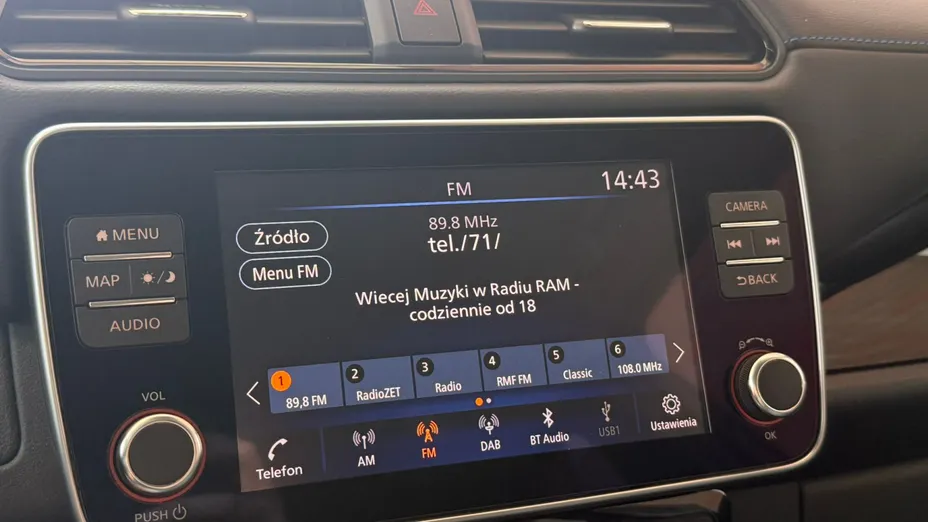 FM
14:43
89.8 MHz
tel./71/
Źródło
Menu FM
Wiecej Muzyki w Radiu RAM -
codziennie od 18
1 89,8 FM
2 RadioZET
3 Radio
4 RMF FM
5 Classic
6 108.0 MHz
Telefon
AM
FM
DAB
BT Audio
USB1
Ustawienia
MENU
MAP
AUDIO
VOL
PUSH
CAMERA
BACK
OK